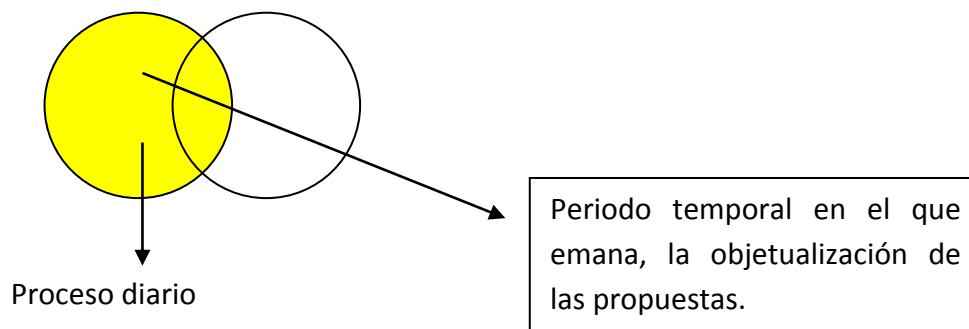 Periodo temporal en el que
emana, la objetualización de
las propuestas.
Proceso diario